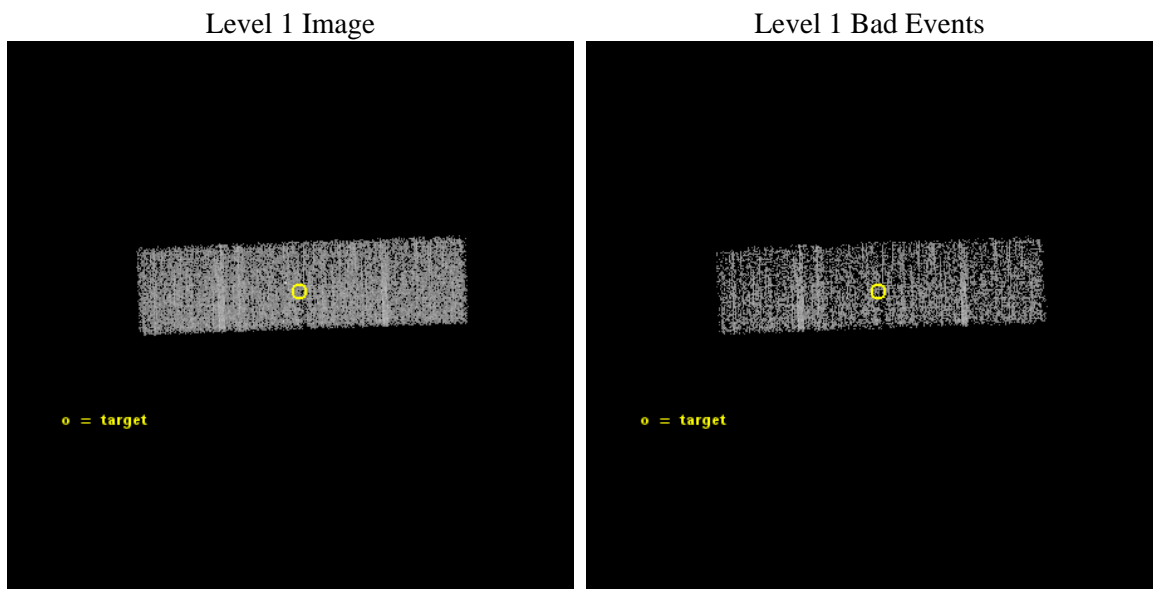 Level 1 Image
Level 1 Bad Events
o = target
o = target